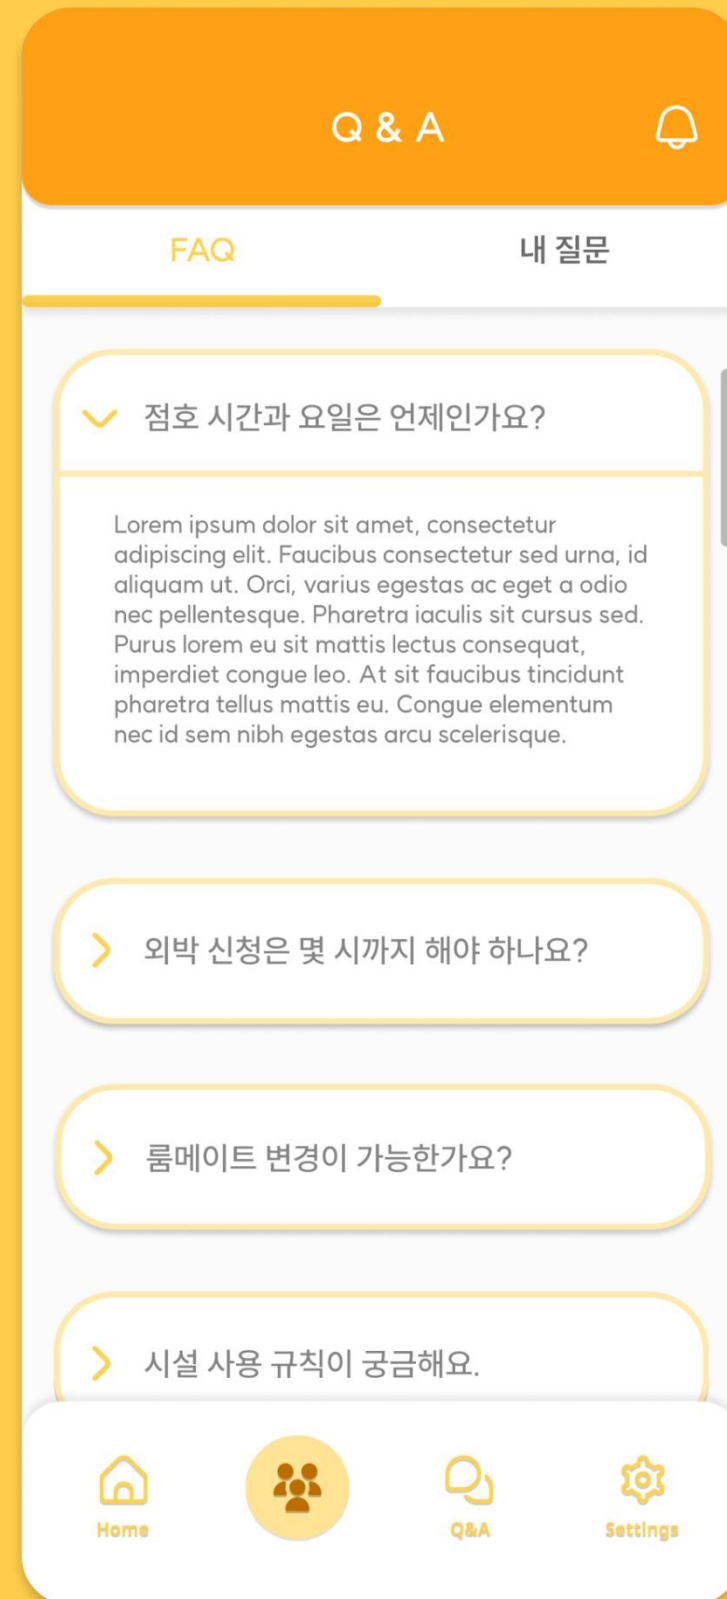 Q & A
FAQ
내 질문
점호 시간과 요일은 언제인가요?
Lorem ipsum dolor sit amet, consectetur
adipiscing elit. Faucibus consectetur sed urna, id
aliquam ut. Orci, varius egestas ac eget a odio
nec pellentesque. Pharetra iaculis sit cursus sed.
Purus lorem eu sit mattis lectus consequat,
imperdiet congue leo. At sit faucibus tincidunt
pharetra tellus mattis eu. Congue elementum
nec id sem nibh egestas arcu scelerisque.
외박 신청은 몇 시까지 해야 하나요?
룸메이트 변경이 가능한가요?
시설 사용 규칙이 궁금해요.
Home
Q&A
Settings